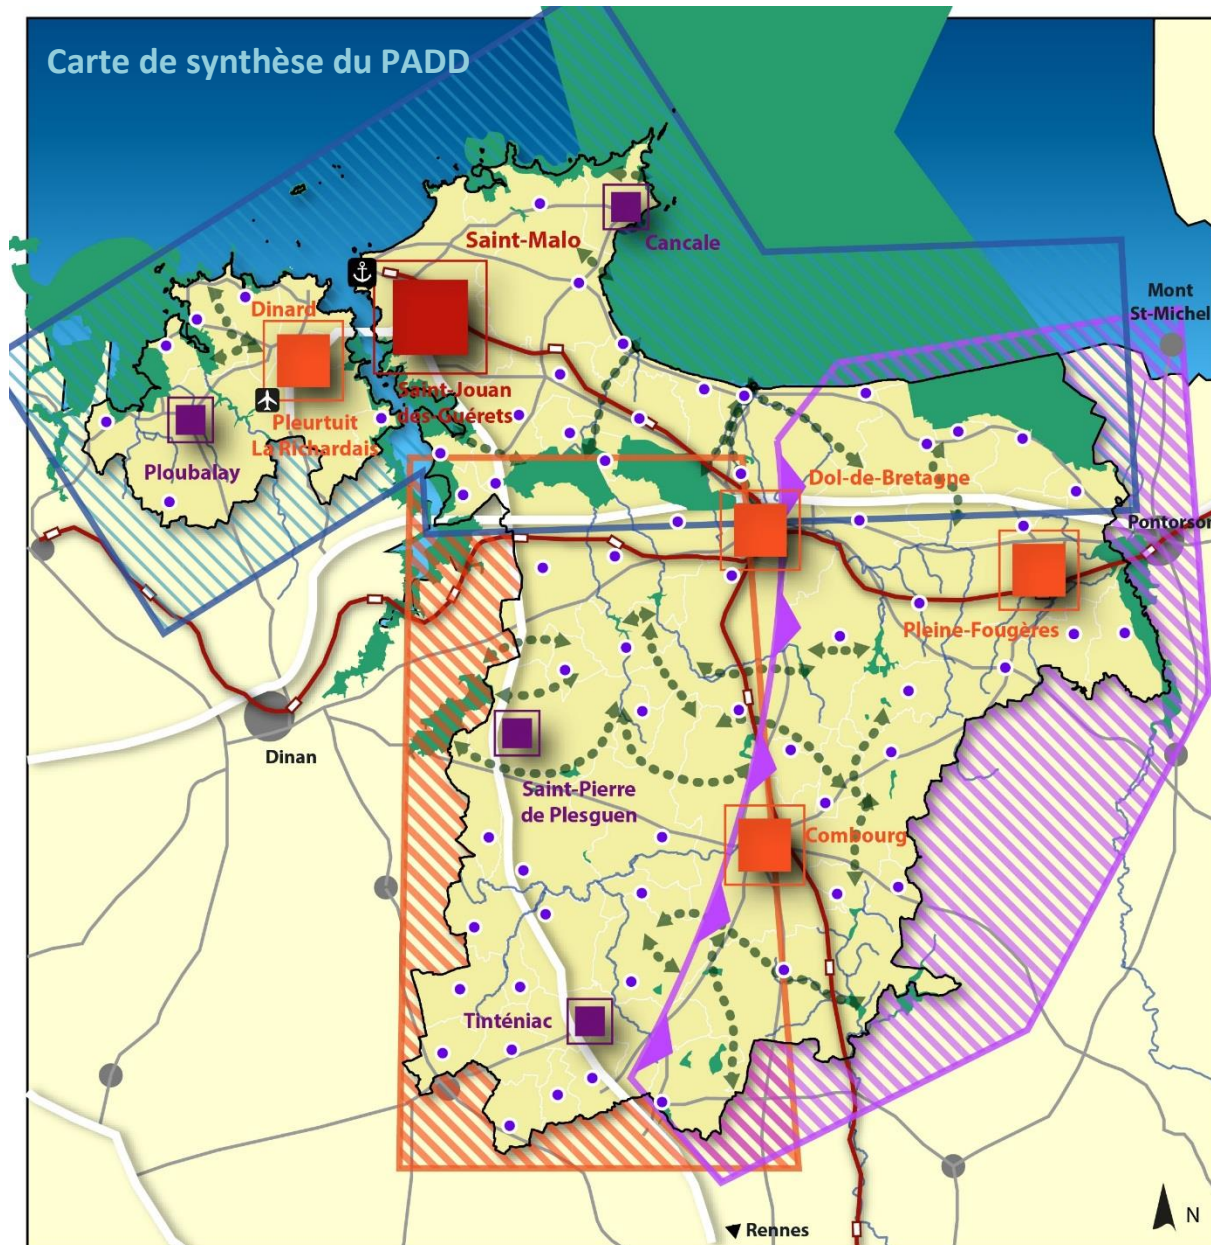 Carte de synthèse du PADD
Saint-Malo
Cancale
Mont
St-Michel
Dinard
Saint-Jouan
des-Guérets
Pleurtuit
La Richardais
Ploubalay
Dol-de-Bretagne
Pontorson
Pleine-Fougères
Dinan
Saint-Pierre
de Plesguen
Combourg
Tinténiac
Rennes
N